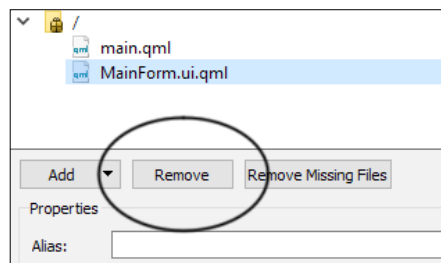 /
main.qml
MainForm.ui.qml
Add Remove Remove Missing Files
Properties
Alias: